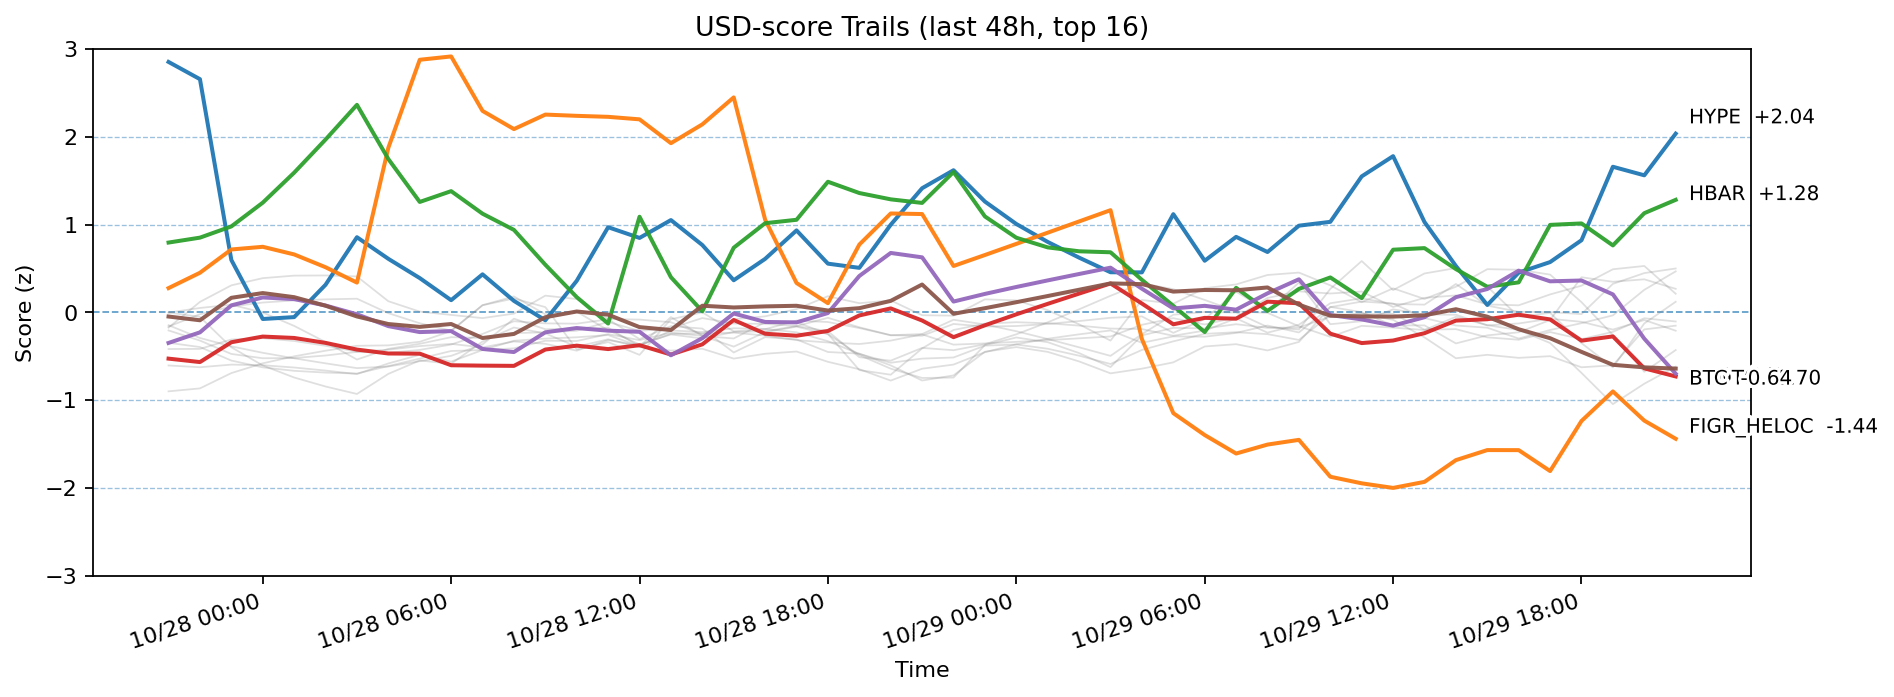 USD-score Trails (last 48h, top 16)
3
2
1
0
−1
−2
−3
Score (z)
HYPE +2.04
HBAR +1.28
FIGR_HELOC -1.44
10/28 00:00
10/28 06:00
10/28 12:00
10/28 18:00
10/29 00:00
10/29 06:00
10/29 12:00
10/29 18:00
Time